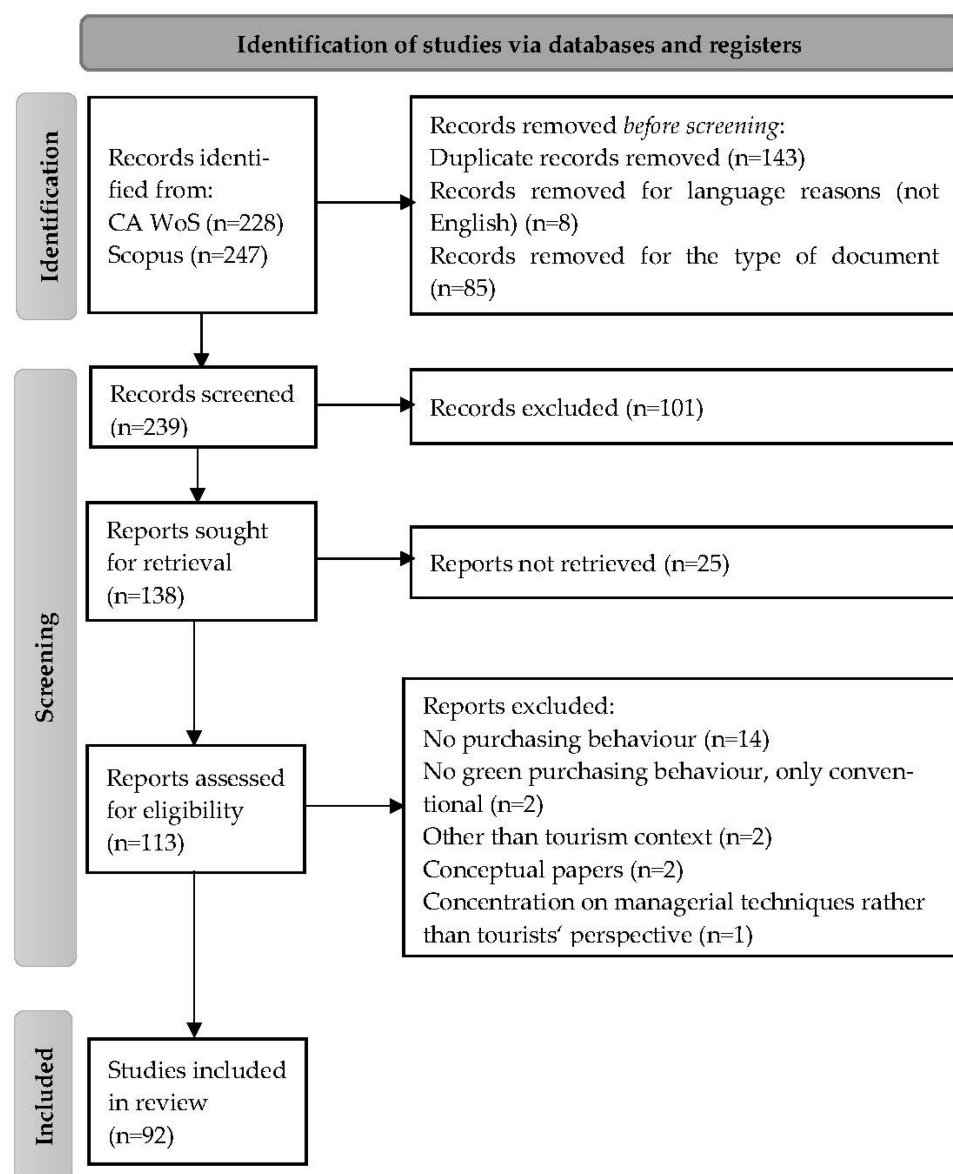 Identification of studies via databases and registers
Identification
Records identi-
fied from:
CA WoS (n=228)
Scopus (n=247)
Records removed before screening:
Duplicate records removed (n=143)
Records removed for language reasons (not
English) (n=8)
Records removed for the type of document
(n=85)
Screening
Records screened
(n=239)
Records excluded (n=101)
Reports sought
for retrieval
(n=138)
Reports not retrieved (n=25)
Reports assessed
for eligibility
(n=113)
Reports excluded:
No purchasing behaviour (n=14)
No green purchasing behaviour, only conven-
tional (n=2)
Other than tourism context (n=2)
Conceptual papers (n=2)
Concentration on managerial techniques rather
than tourists‘ perspective (n=1)
Included
Studies included
in review
(n=92)